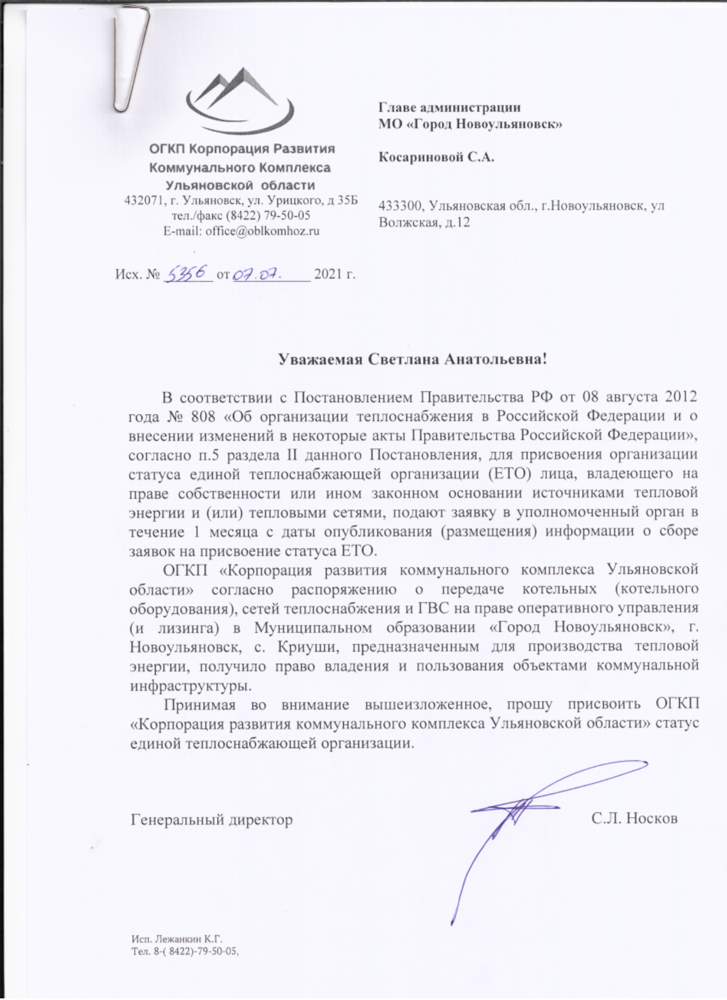 ОГКП Корпорация Развития
Коммунального Комплекса
Ульяновской области
432071, г. Ульяновск, ул. Урицкого, д 35Б
тел./факс (8422) 79-50-05
E-mail: office@oblkomhoz.ru
Исх. № 5356 от 07.07. 2021 г.
Главе администрации
МО «Город Новоульяновск»
Косариновой С.А.
433300, Ульяновская обл., г.Новоульяновск, ул
Волжская, д.12
Уважаемая Светлана Анатольевна!
В соответствии с Постановлением Правительства РФ от 08 августа 2012
года № 808 «Об организации теплоснабжения в Российской Федерации и о
внесении изменений в некоторые акты Правительства Российской Федерации»,
согласно п.5 раздела II данного Постановления, для присвоения организации
статуса единой теплоснабжающей организации (ЕТО) лица, владеющего на
праве собственности или ином законном основании источниками тепловой
энергии и (или) тепловыми сетями, подают заявку в уполномоченный орган в
течение 1 месяца с даты опубликования (размещения) информации о сборе
заявок на присвоение статуса ЕТО.
ОГКП «Корпорация развития коммунального комплекса Ульяновской
области» согласно распоряжению о передаче котельных (котельного
оборудования), сетей теплоснабжения и ГВС на праве оперативного управления
(и лизинга) в Муниципальном образовании «Город Новоульяновск», г.
Новоульяновск, с. Криуши, предназначенным для производства тепловой
энергии, получило право владения и пользования объектами коммунальной
инфраструктуры.
Принимая во внимание вышеизложенное, прошу присвоить ОГКП
«Корпорация развития коммунального комплекса Ульяновской области» статус
единой теплоснабжающей организации.
Генеральный директор С.Л. Носков
Исп. Лежанкин К.Г.
Тел. 8-( 8422)-79-50-05,